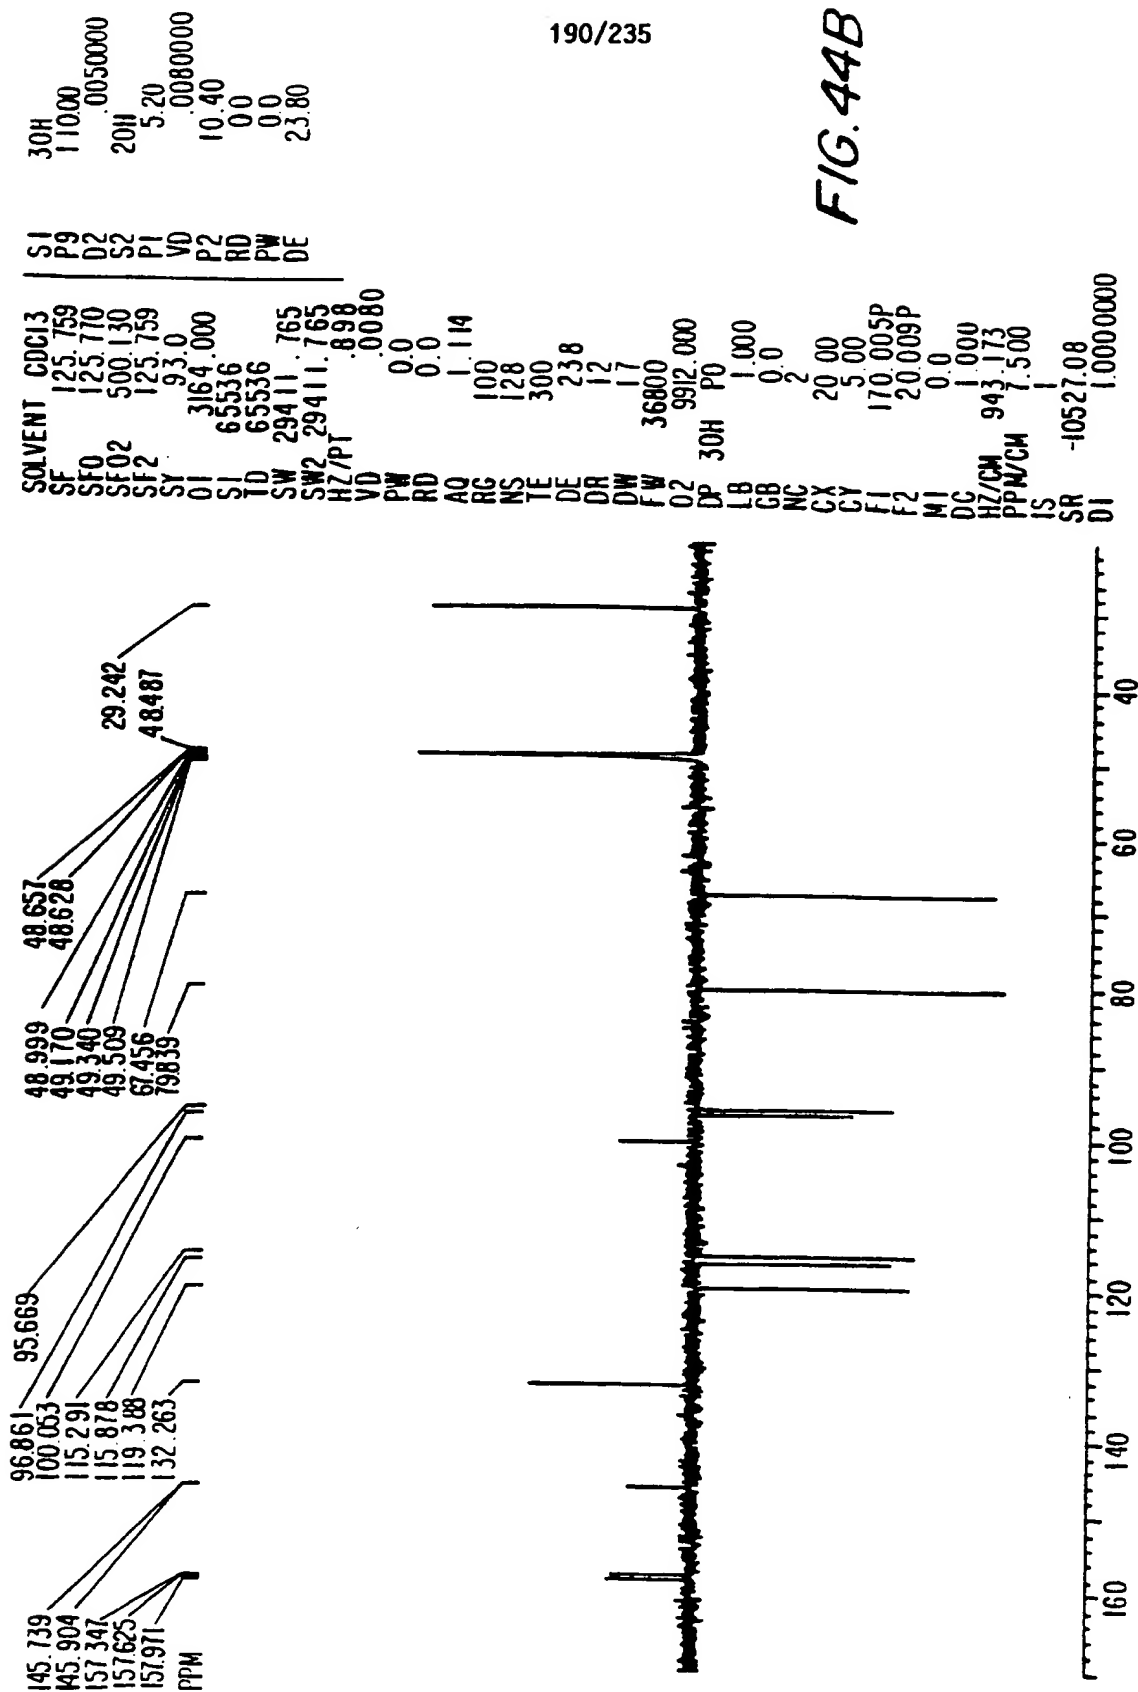 190/235
FIG. 44B
145.739
145.904
157.347
157.625
157.971
PPM
96.861
95.669
100.053
115.291
115.878
119.388
132.263
48.657
48.628
48.999
49.170
49.340
49.509
67.456
79.839
29.242
48.487
160
140
120
100
80
60
40
SOLVENT CDCl3
SF 125.759
SFO 125.770
SFO2 500.130
SF2 125.759
SY 93.0
O1 3164.000
SI 65536
TD 65536
SW 29411.765
SW2 29411.765
HZ/PT .898
VD .0080
PW 0.0
RD 0.0
AQ 1.114
RG 100
NS 128
TE 300
DE 23.8
DR 12
DW 17
FW 36800
O2 9912.000
DP 30H P0
LB 1.000
GB 0.0
NC 2
CX 20.00
CY 5.00
F1 170.005P
F2 20.009P
M1 0.0
DC 1.000
HZ/CM 943.173
PPM/CM 7.500
IS 1
SR -10527.08
D1 1.0000000
S1 30H
P9 110.00
D2 .0050000
S2 20H
P1 5.20
VD .0080000
P2 10.40
RD 0.0
PW 0.0
DE 23.80